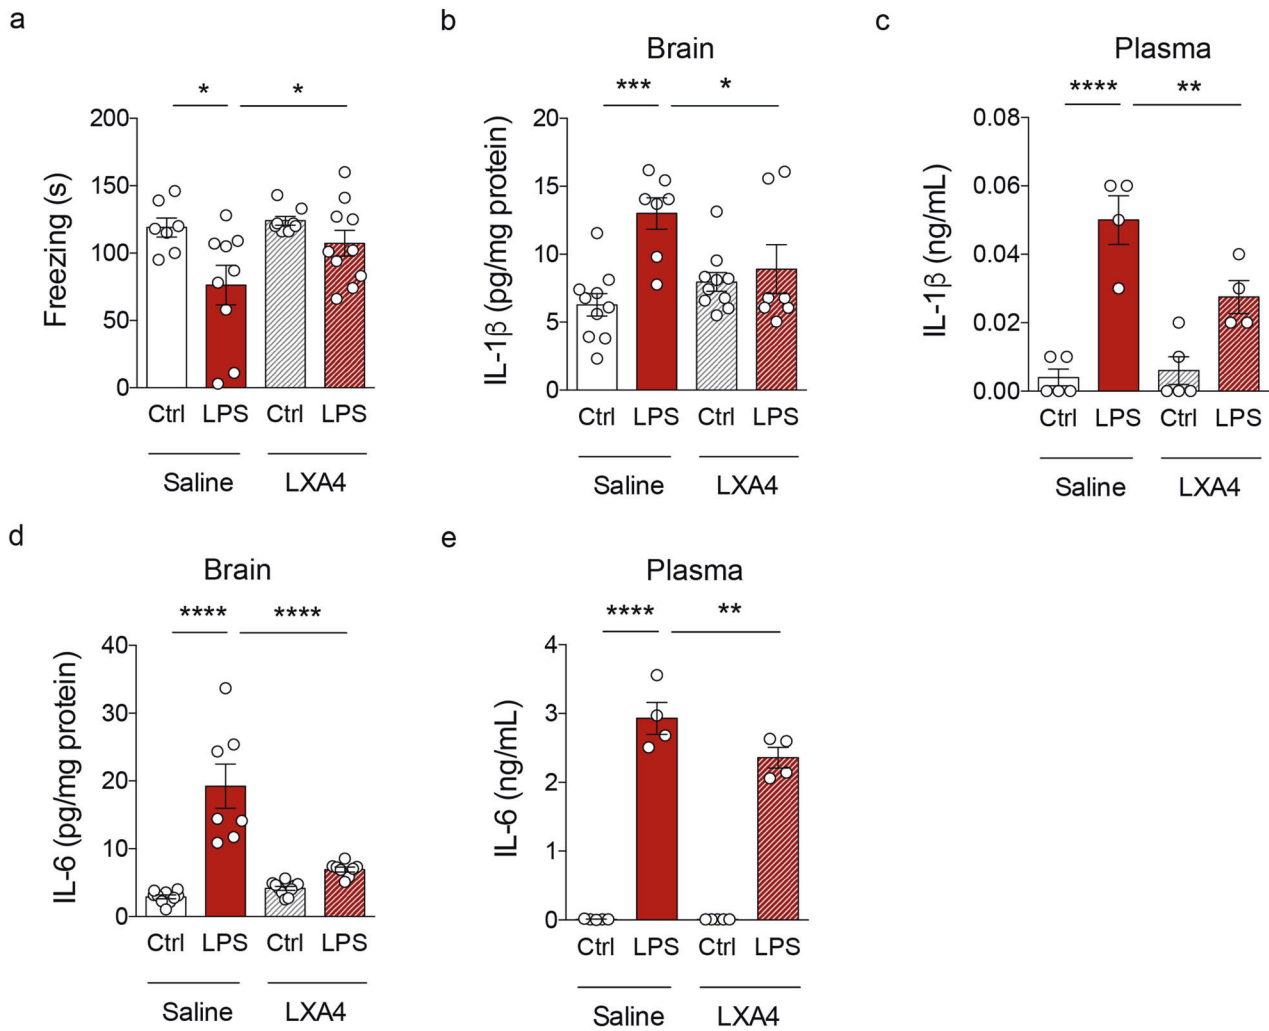 a
* *
Freezing (s)
200
150
100
50
0
Ctrl LPS Ctrl LPS
Saline LXA4
b
Brain
*** *
IL-1β (pg/mg protein)
20
15
10
5
0
Ctrl LPS Ctrl LPS
Saline LXA4
c
Plasma
**** **
IL-1β (ng/mL)
0.08
0.06
0.04
0.02
0.00
Ctrl LPS Ctrl LPS
Saline LXA4
d
Brain
**** ****
IL-6 (pg/mg protein)
40
30
20
10
0
Ctrl LPS Ctrl LPS
Saline LXA4
e
Plasma
**** **
IL-6 (ng/mL)
4
3
2
1
0
Ctrl LPS Ctrl LPS
Saline LXA4